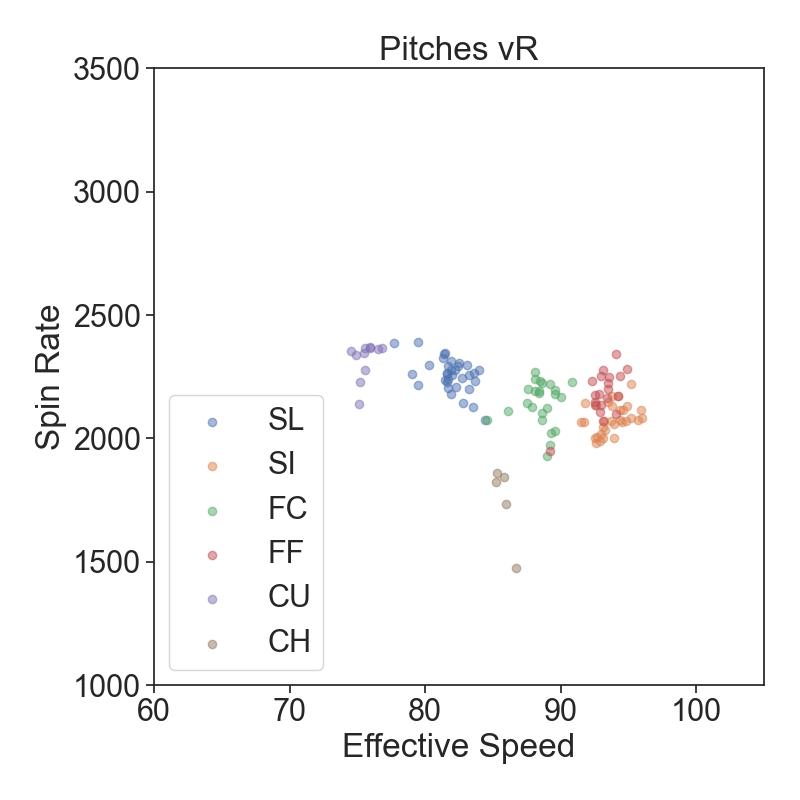 Pitches vR
3500
3000
2500
2000
1500
1000
Spin Rate
SL
SI
FC
FF
CU
CH
60 70 80 90 100
Effective Speed